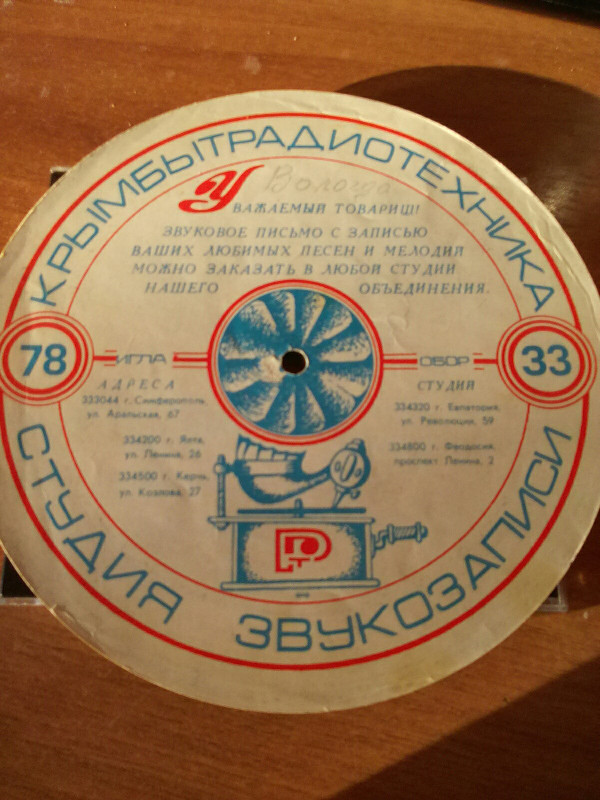 КРЫМБЫТРАДИОТЕХНИКА
Вологда
УВАЖАЕМЫЙ ТОВАРИЩ!
ЗВУКОВОЕ ПИСЬМО С ЗАПИСЬЮ
ВАШИХ ЛЮБИМЫХ ПЕСЕН И МЕЛОДИЙ
МОЖНО ЗАКАЗАТЬ В ЛЮБОЙ СТУДИИ
НАШЕГО ОБЪЕДИНЕНИЯ.
78 ИГЛА ОБОР 33
АДРЕСА СТУДИЙ
333044 г. Симферополь,
ул. Аральская, 67
334200 г. Ялта,
ул. Ленина, 26
334500 г. Керчь,
ул. Козлова, 27
334320 г. Евпатория,
ул. Революции, 59
334800 г. Феодосия,
проспект Ленина, 2
СТУДИЯ ЗВУКОЗАПИСИ